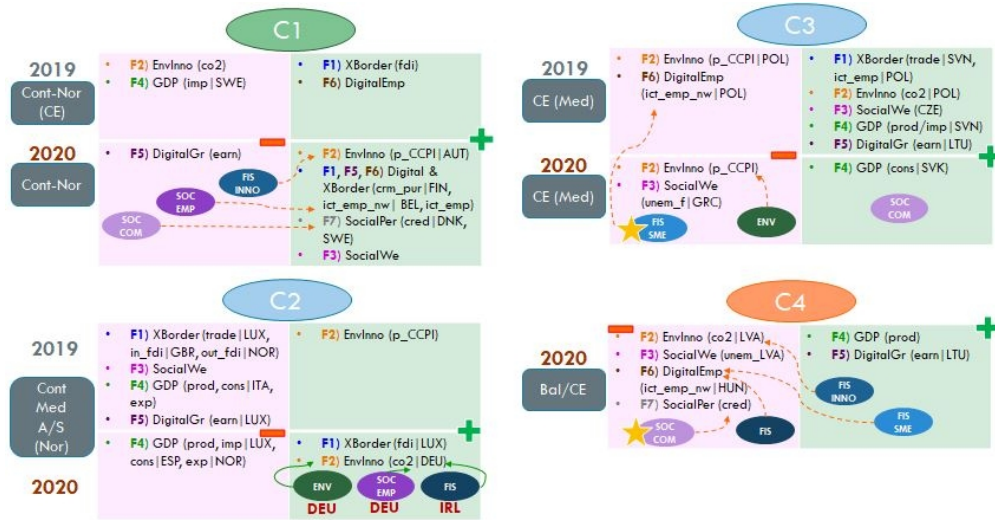 C1
2019
Cont-Nor
(CE)
• F2) EnvInno (co2)
• F4) GDP (imp|SWE)
• F1) XBorder (fdi)
• F6) DigitalEmp
2020
Cont-Nor
• F5) DigitalGr (earn)
FIS
INNO
SOC
EMP
SOC
COM
• F2) EnvInno (p_CCPI|AUT)
• F1, F5, F6) Digital &
XBorder (crm_pur|FIN,
ict_emp_nw| BEL, ict_emp)
• F7) SocialPer (cred|DNK,
SWE)
• F3) SocialWe
C3
2019
CE (Med)
• F2) EnvInno (p_CCPI|POL)
• F6) DigitalEmp
(ict_emp_nw|POL)
• F1) XBorder (trade|SVN,
ict_emp|POL)
• F2) EnvInno (co2|POL)
• F3) SocialWe (CZE)
• F4) GDP (prod/imp|SVN)
• F5) DigitalGr (earn|LTU)
2020
CE (Med)
• F2) EnvInno (p_CCPI)
• F3) SocialWe
(unem_f|GRC)
FIS
SME
ENV
• F4) GDP (cons|SVK)
SOC
COM
C2
2019
Cont
Med
A/S
(Nor)
• F1) XBorder (trade|LUX,
in_fdi|GBR, out_fdi|NOR)
• F3) SocialWe
• F4) GDP (prod, cons|ITA,
exp)
• F5) DigitalGr (earn|LUX)
• F2) EnvInno (p_CCPI)
2020
• F4) GDP (prod, imp|LUX,
cons|ESP, exp|NOR)
• F1) XBorder (fdi|LUX)
• F2) EnvInno (co2|DEU)
ENV
SOC
EMP
FIS
DEU
DEU
IRL
C4
2020
Bal/CE
• F2) EnvInno (co2|LVA)
• F3) SocialWe (unem_LVA)
• F6) DigitalEmp
(ict_emp_nw|HUN)
• F7) SocialPer (cred)
SOC
COM
FIS
• F4) GDP (prod)
• F5) DigitalGr (earn|LTU)
FIS
INNO
FIS
SME